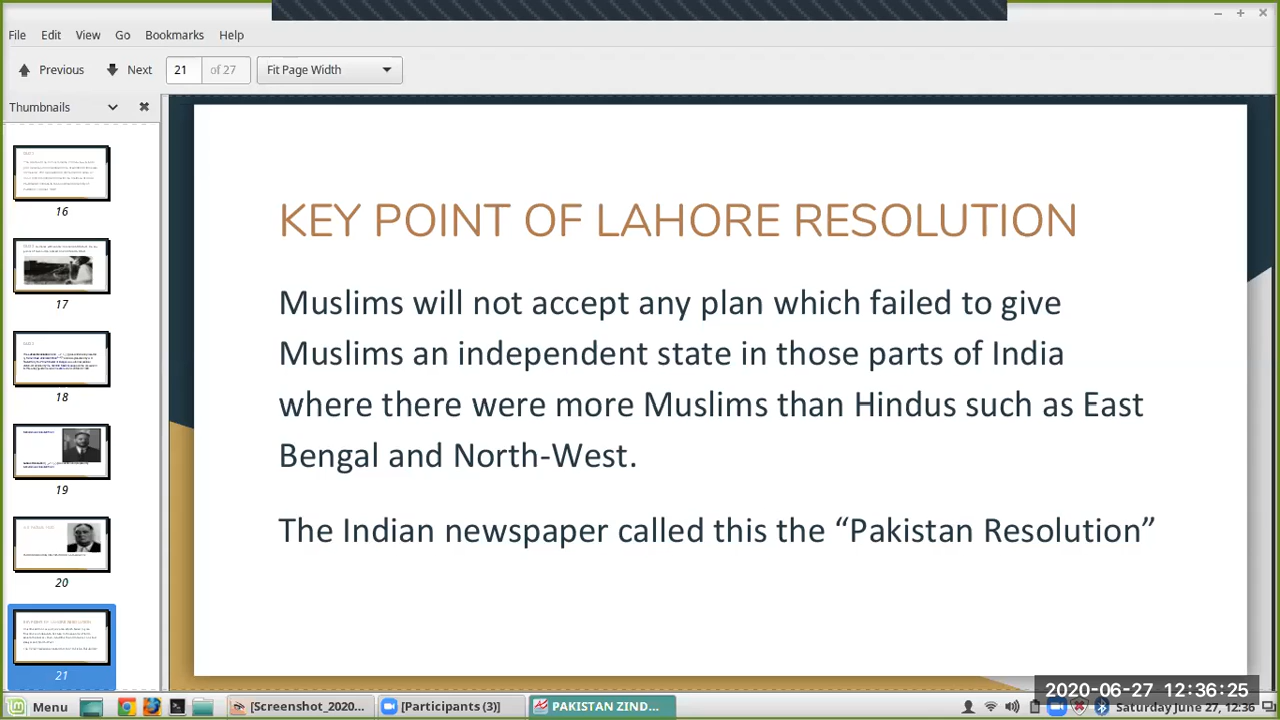 File Edit View Go Bookmarks Help
Previous Next 21 of 27 Fit Page Width
Thumbnails
16
17
18
19
20
21
KEY POINT OF LAHORE RESOLUTION
Muslims will not accept any plan which failed to give
Muslims an independent state in those parts of India
where there were more Muslims than Hindus such as East
Bengal and North-West.
The Indian newspaper called this the “Pakistan Resolution”
2020-06-27 12:36:25
Menu [Screenshot_2020... [Participants (3)] PAKISTAN ZIND... Saturday June 27, 12:36